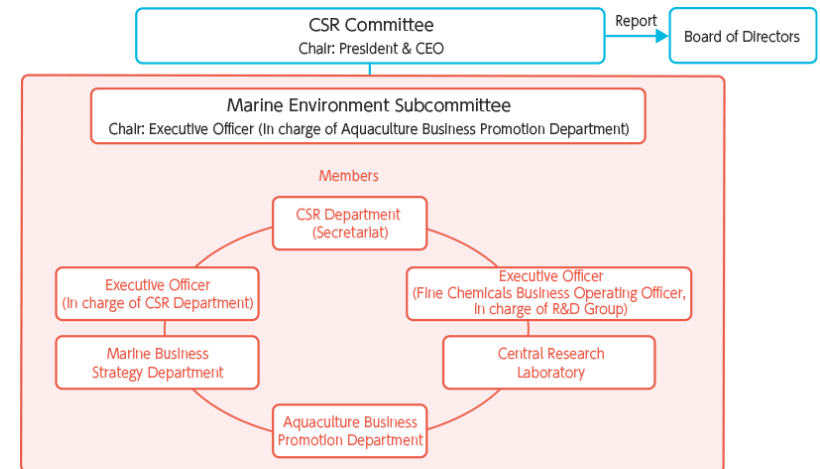 CSR Committee
Chair: President & CEO
Report
Board of Directors
Marine Environment Subcommittee
Chair: Executive Officer (In charge of Aquaculture Business Promotion Department)
Members
CSR Department
(Secretariat)
Executive Officer
(In charge of CSR Department)
Executive Officer
(Fine Chemicals Business Operating Officer,
In charge of R&D Group)
Marine Business
Strategy Department
Central Research
Laboratory
Aquaculture Business
Promotion Department